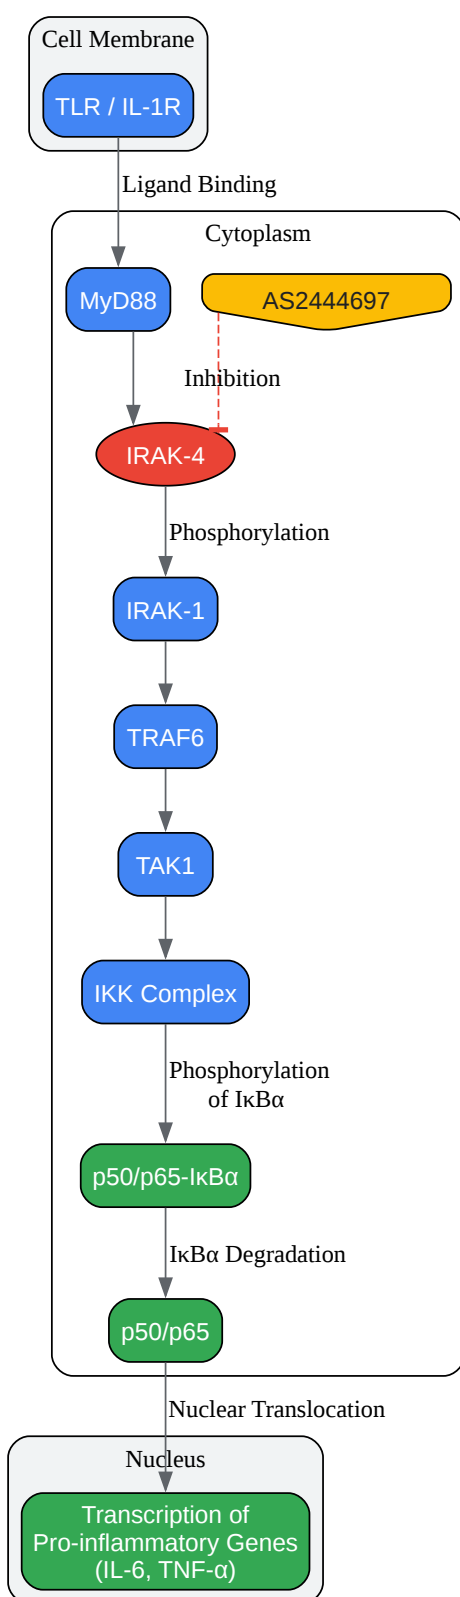 Cell Membrane
TLR / IL-1R
Ligand Binding
Cytoplasm
MyD88
AS2444697
Inhibition
IRAK-4
Phosphorylation
IRAK-1
TRAF6
TAK1
IKK Complex
Phosphorylation
of IκBα
p50/p65-IκBα
IκBα Degradation
p50/p65
Nuclear Translocation
Nucleus
Transcription of
Pro-inflammatory Genes
(IL-6, TNF-α)